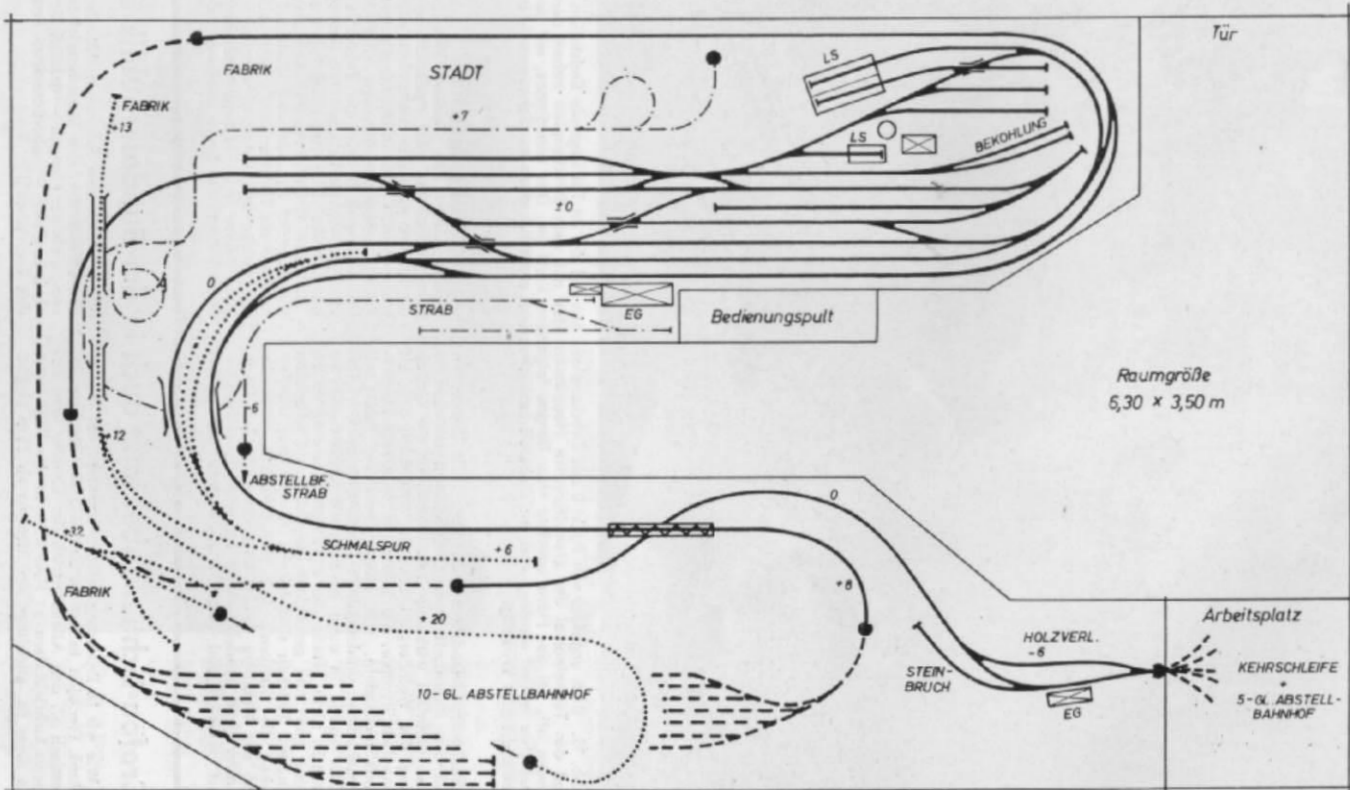 Tür
LS
FABRIK
STADT
FABRIK
+13
+7
LS
BEKOHLUNG
±0
0
STRAB
EG
Bedienungspult
Raumgröße
6,30 x 3,50 m
-6
+12
ABSTELLBF.
STRAB
0
+32
SCHMALSPUR
+6
FABRIK
+8
+20
Arbeitsplatz
HOLZVERL.
-6
STEIN-
BRUCH
KEHRSCHLEIFE
+
5-GL. ABSTELL-
BAHNHOF
10-GL. ABSTELLBAHNHOF
EG